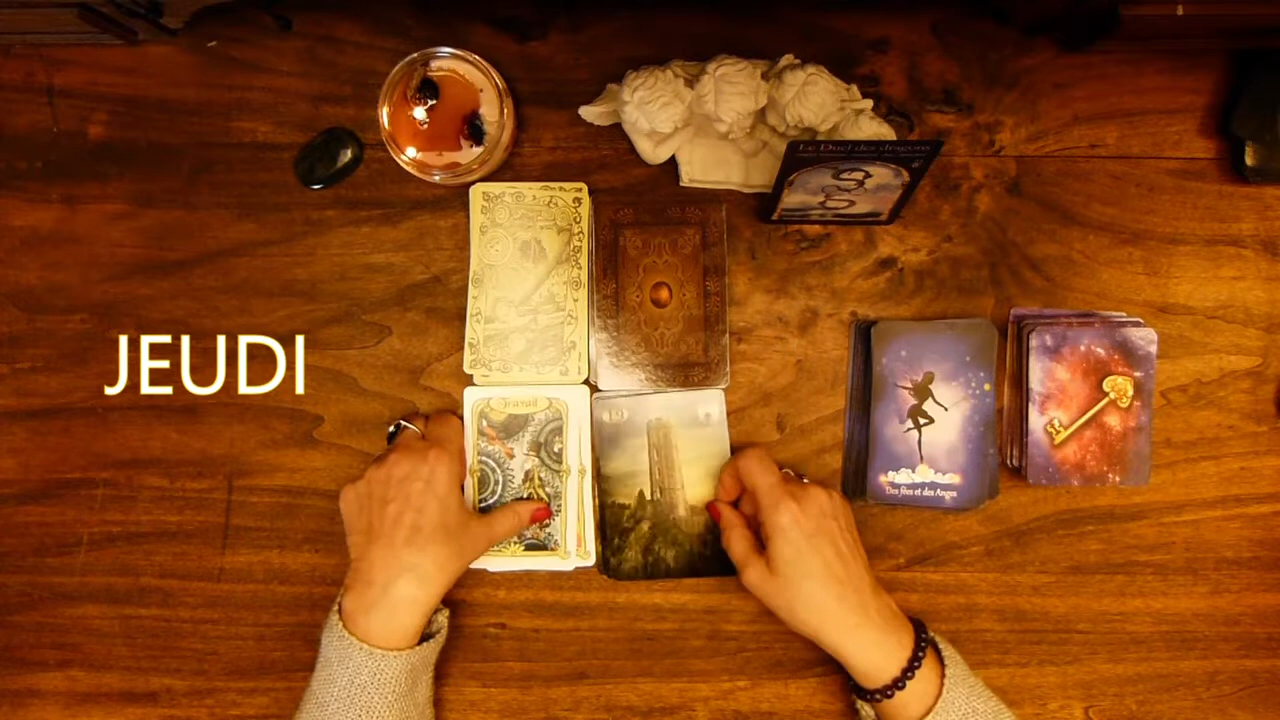 Le Duel des dragons
JEUDI
Travail
19
Des fées et des Anges